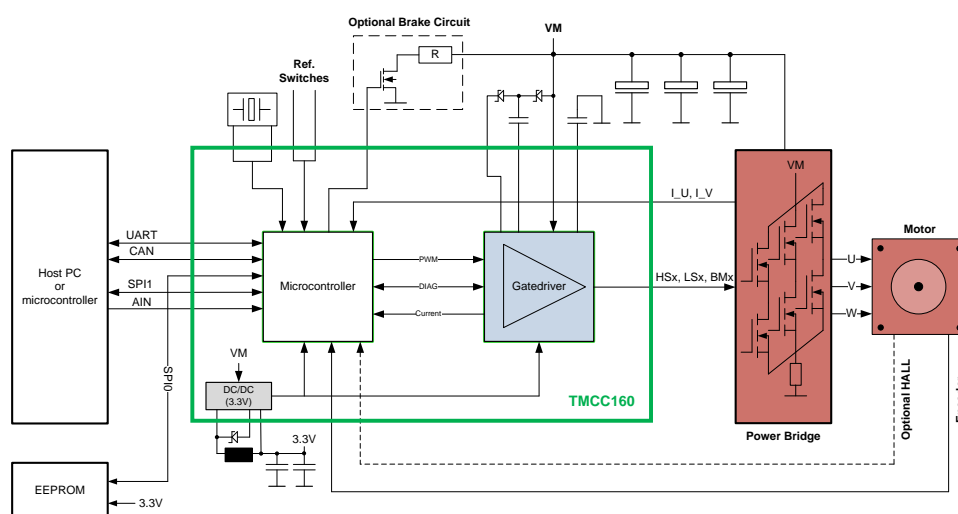 Optional Brake Circuit
VM
R
Ref.
Switches
VM
I_U, I_V
Motor
UART
CAN
SPI1
AIN
Host PC
or
microcontroller
Microcontroller
PWM
DIAG
Current
Gatedriver
HSx, LSx, BMx
U
V
W
SPI0
VM
DC/DC
(3.3V)
TMCC160
Power Bridge
Optional HALL
3.3V
EEPROM
3.3V